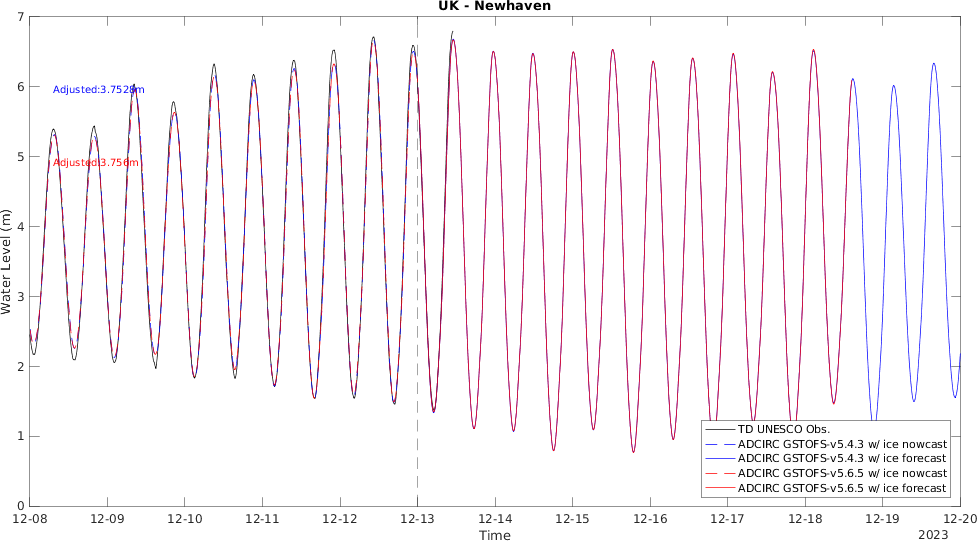 UK - Newhaven
7
6
5
4
3
2
1
0
Water Level (m)
Adjusted:3.7528m
Adjusted:3.756m
TD UNESCO Obs.
ADCIRC GSTOFS-v5.4.3 w/ ice nowcast
ADCIRC GSTOFS-v5.4.3 w/ ice forecast
ADCIRC GSTOFS-v5.6.5 w/ ice nowcast
ADCIRC GSTOFS-v5.6.5 w/ ice forecast
12-08 12-09 12-10 12-11 12-12 12-13 12-14 12-15 12-16 12-17 12-18 12-19 12-20
Time
2023